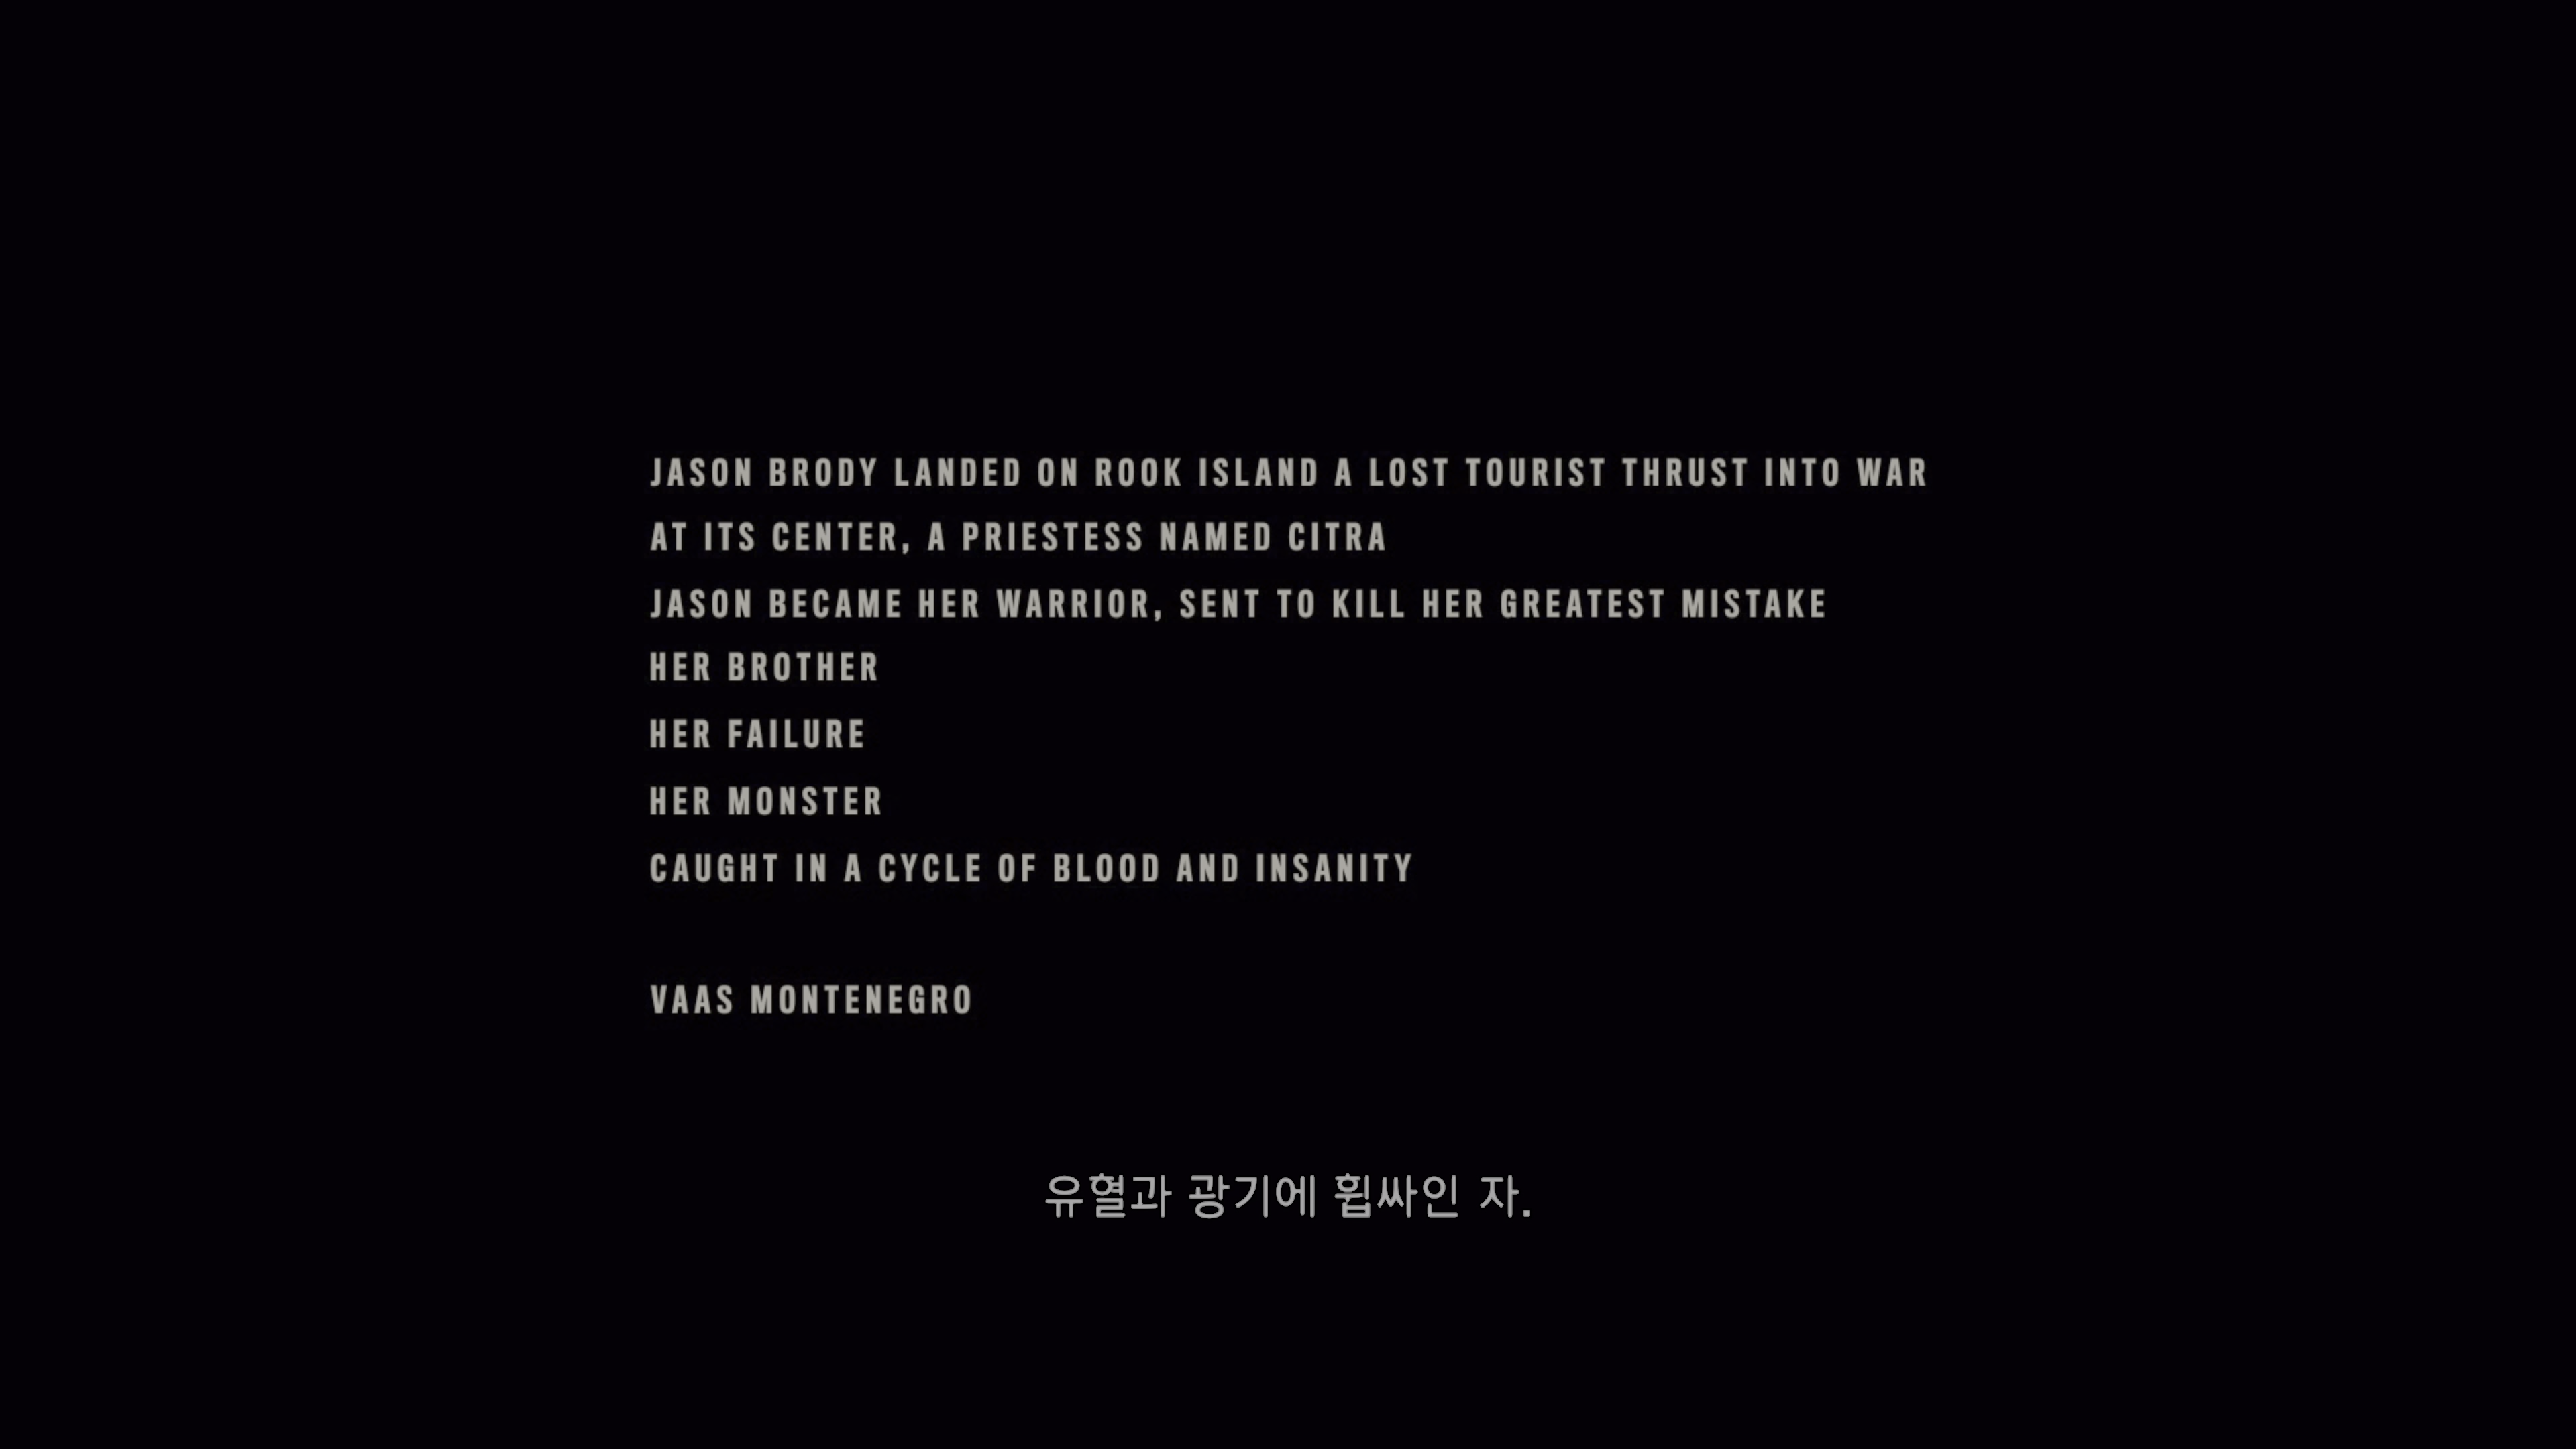 JASON BRODY LANDED ON ROOK ISLAND A LOST TOURIST THRUST INTO WAR
AT ITS CENTER, A PRIESTESS NAMED CITRA
JASON BECAME HER WARRIOR, SENT TO KILL HER GREATEST MISTAKE
HER BROTHER
HER FAILURE
HER MONSTER
CAUGHT IN A CYCLE OF BLOOD AND INSANITY
VAAS MONTENEGRO
유혈과 광기에 휩싸인 자.